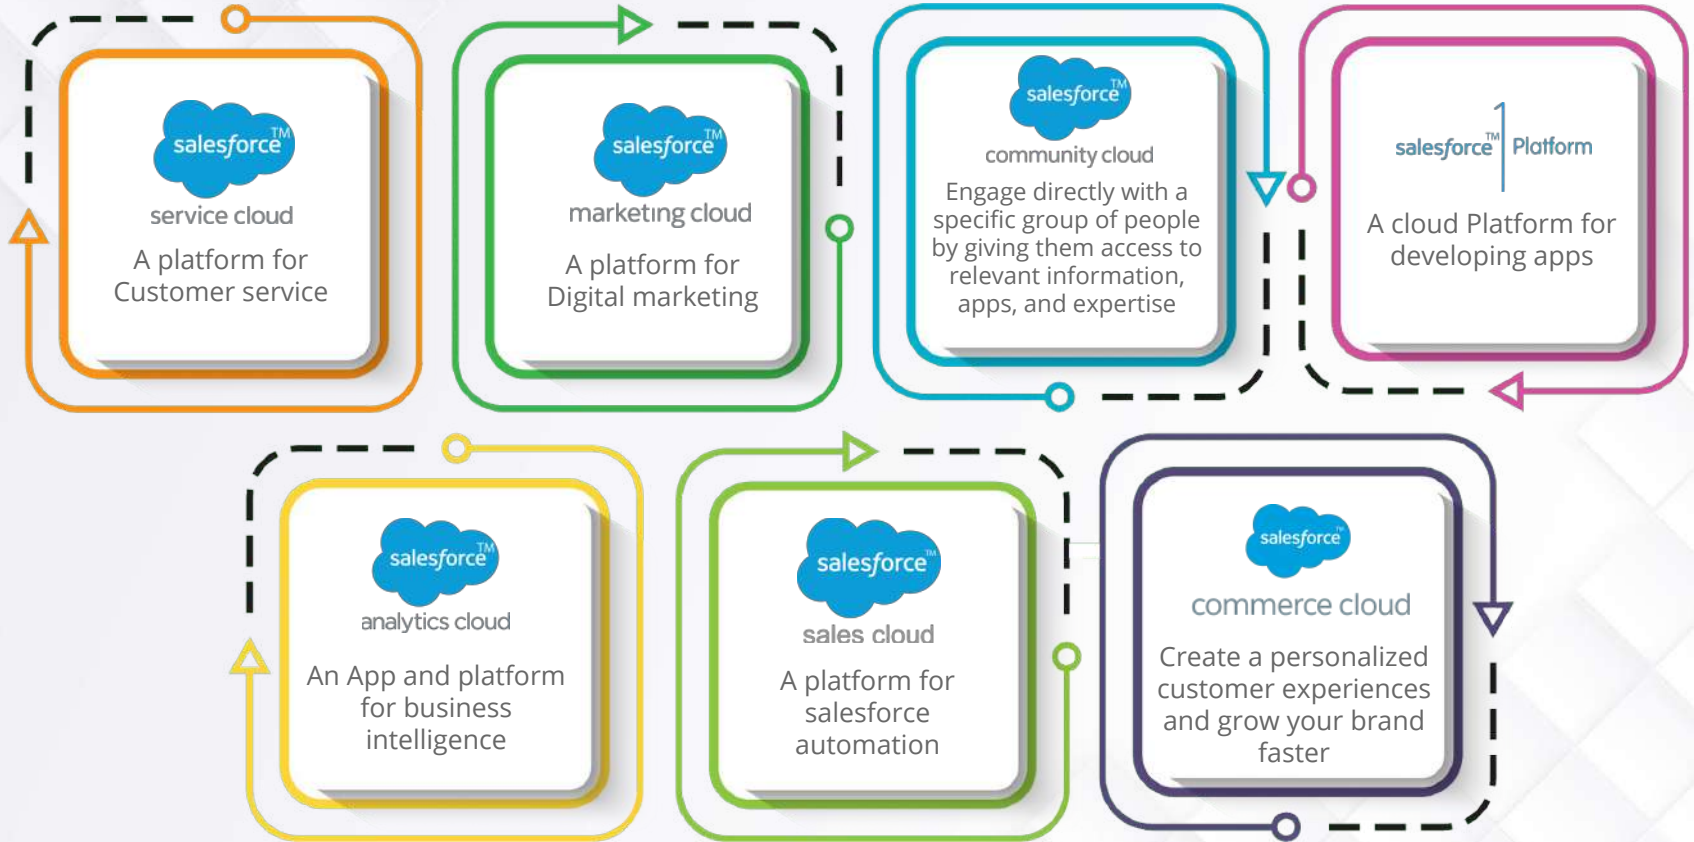 salesforce™
service cloud
A platform for
Customer service
salesforce™
marketing cloud
A platform for
Digital marketing
salesforce™
community cloud
Engage directly with a
specific group of people
by giving them access to
relevant information,
apps, and expertise
salesforce™ 1 Platform
A cloud Platform for
developing apps
salesforce™
analytics cloud
An App and platform
for business
intelligence
salesforce™
sales cloud
A platform for
salesforce
automation
salesforce™
commerce cloud
Create a personalized
customer experiences
and grow your brand
faster